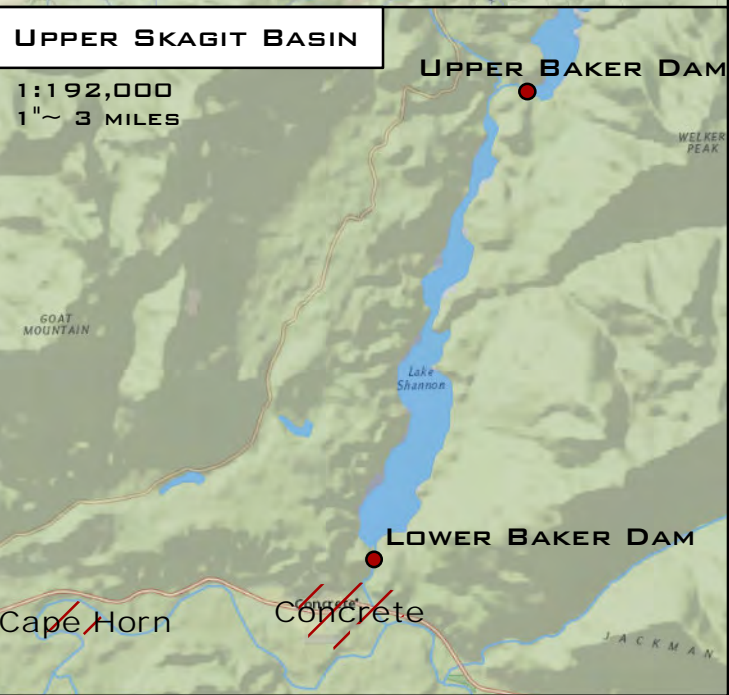 UPPER SKAGIT BASIN
1:192,000
1"~ 3 MILES
UPPER BAKER DAM
WELKER
PEAK
GOAT
MOUNTAIN
Lake
Shannon
LOWER BAKER DAM
Concrete
Concrete
Cape Horn
JACKMAN